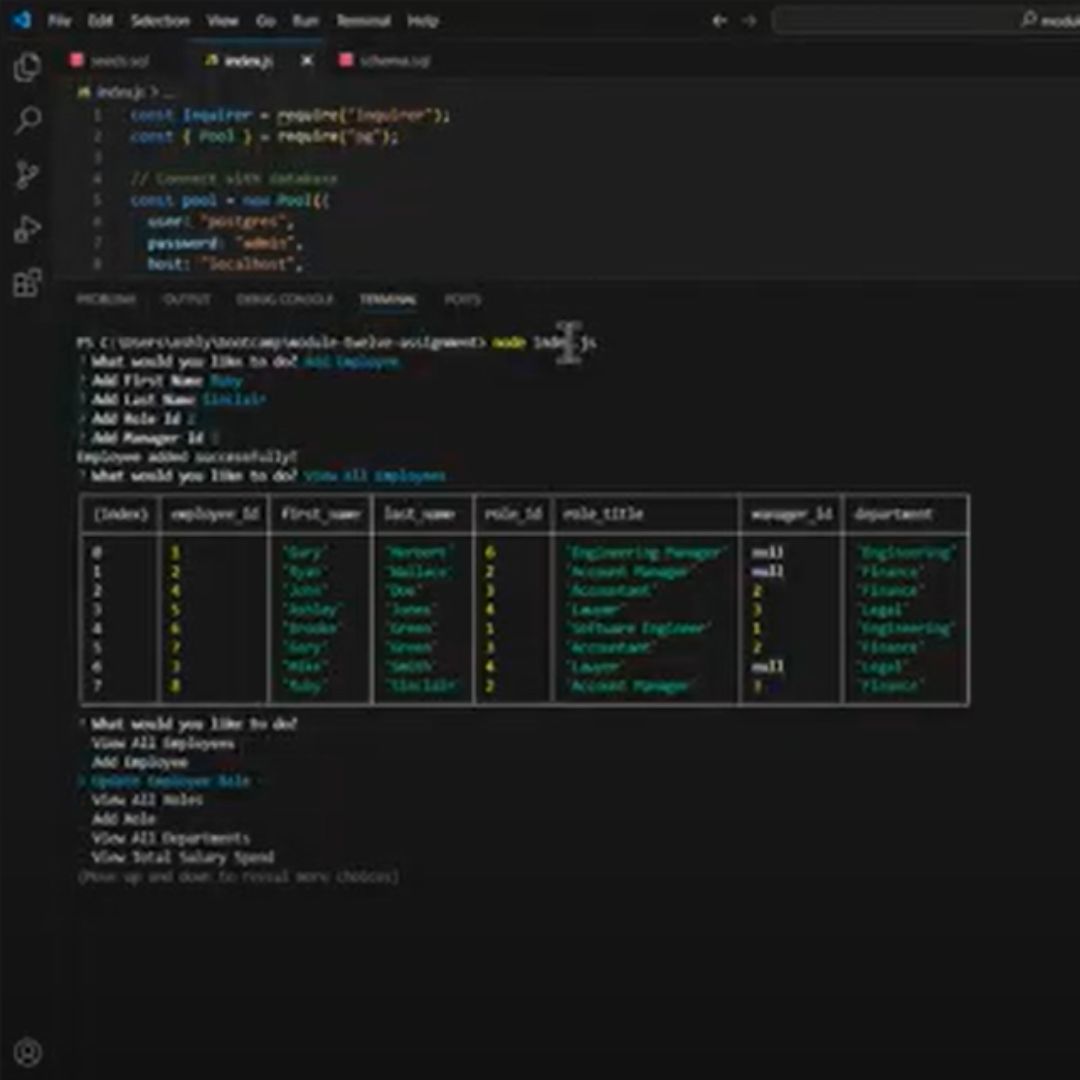 File Edit Selection View Go Run Terminal Help
seeds.sql index.js schema.sql
index.js > ...
1 const inquirer = require("inquirer");
2 const { Pool } = require("pg");
3
4 // Connect with database
5 const pool = new Pool({
6 user: "postgres",
7 password: "admin",
8 host: "localhost",
PROBLEMS OUTPUT DEBUG CONSOLE TERMINAL PORTS
PS C:\Users\ashly\bootcamp\module-twelve-assignment> node index.js
? What would you like to do? Add Employee
? Add First Name Ruby
? Add Last Name Sinclair
? Add Role Id
? Add Manager Id
Employee added successfully!
? What would you like to do? View All Employees
(index) employee_id first_name last_name role_id role_title manager_id department
0 1 'Gary' 'Herbert' 6 'Engineering Manager' null 'Engineering'
1 2 'Ryan' 'Wallace' 2 'Account Manager' null 'Finance'
2 4 'John' 'Doe' 3 'Accountant' 2 'Finance'
3 5 'Ashley' 'Jones' 4 'Lawyer' 3 'Legal'
4 6 'Brooke' 'Green' 1 'Software Engineer' 1 'Engineering'
5 7 'Gary' 'Green' 3 'Accountant' 2 'Finance'
6 3 'Mike' 'Smith' 4 'Lawyer' null 'Legal'
7 8 'Ruby' 'Sinclair' 2 'Account Manager' 'Finance'
? What would you like to do?
View All Employees
Add Employee
> Update Employee Role
View All Roles
Add Role
View All Departments
View Total Salary Spend
(Move up and down to reveal more choices)